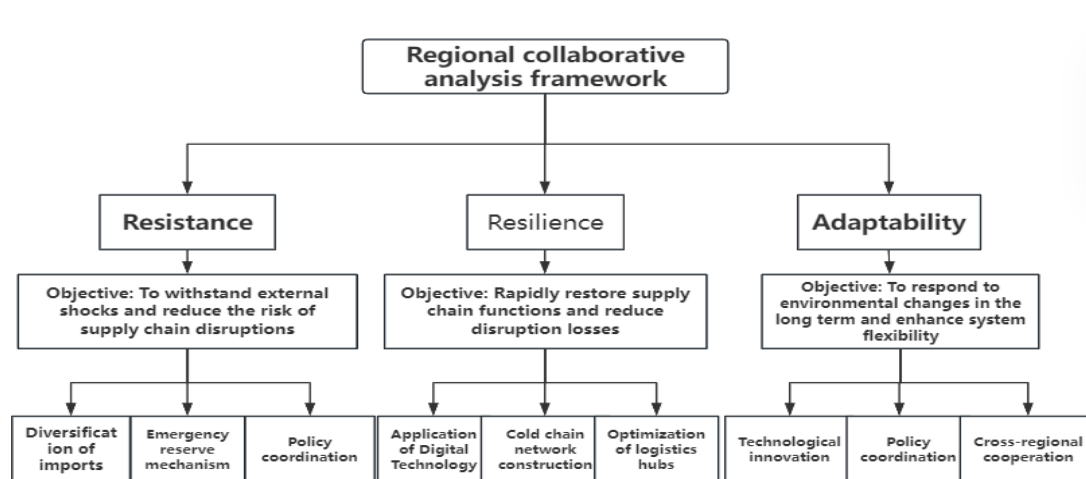 Regional collaborative
analysis framework
Resistance
Resilience
Adaptability
Objective: To withstand external
shocks and reduce the risk of
supply chain disruptions
Objective: Rapidly restore supply
chain functions and reduce
disruption losses
Objective: To respond to
environmental changes in the
long term and enhance system
flexibility
Diversificat
ion of
imports
Emergency
reserve
mechanism
Policy
coordination
Application
of Digital
Technology
Cold chain
network
construction
Optimization
of logistics
hubs
Technological
innovation
Policy
coordination
Cross-regional
cooperation